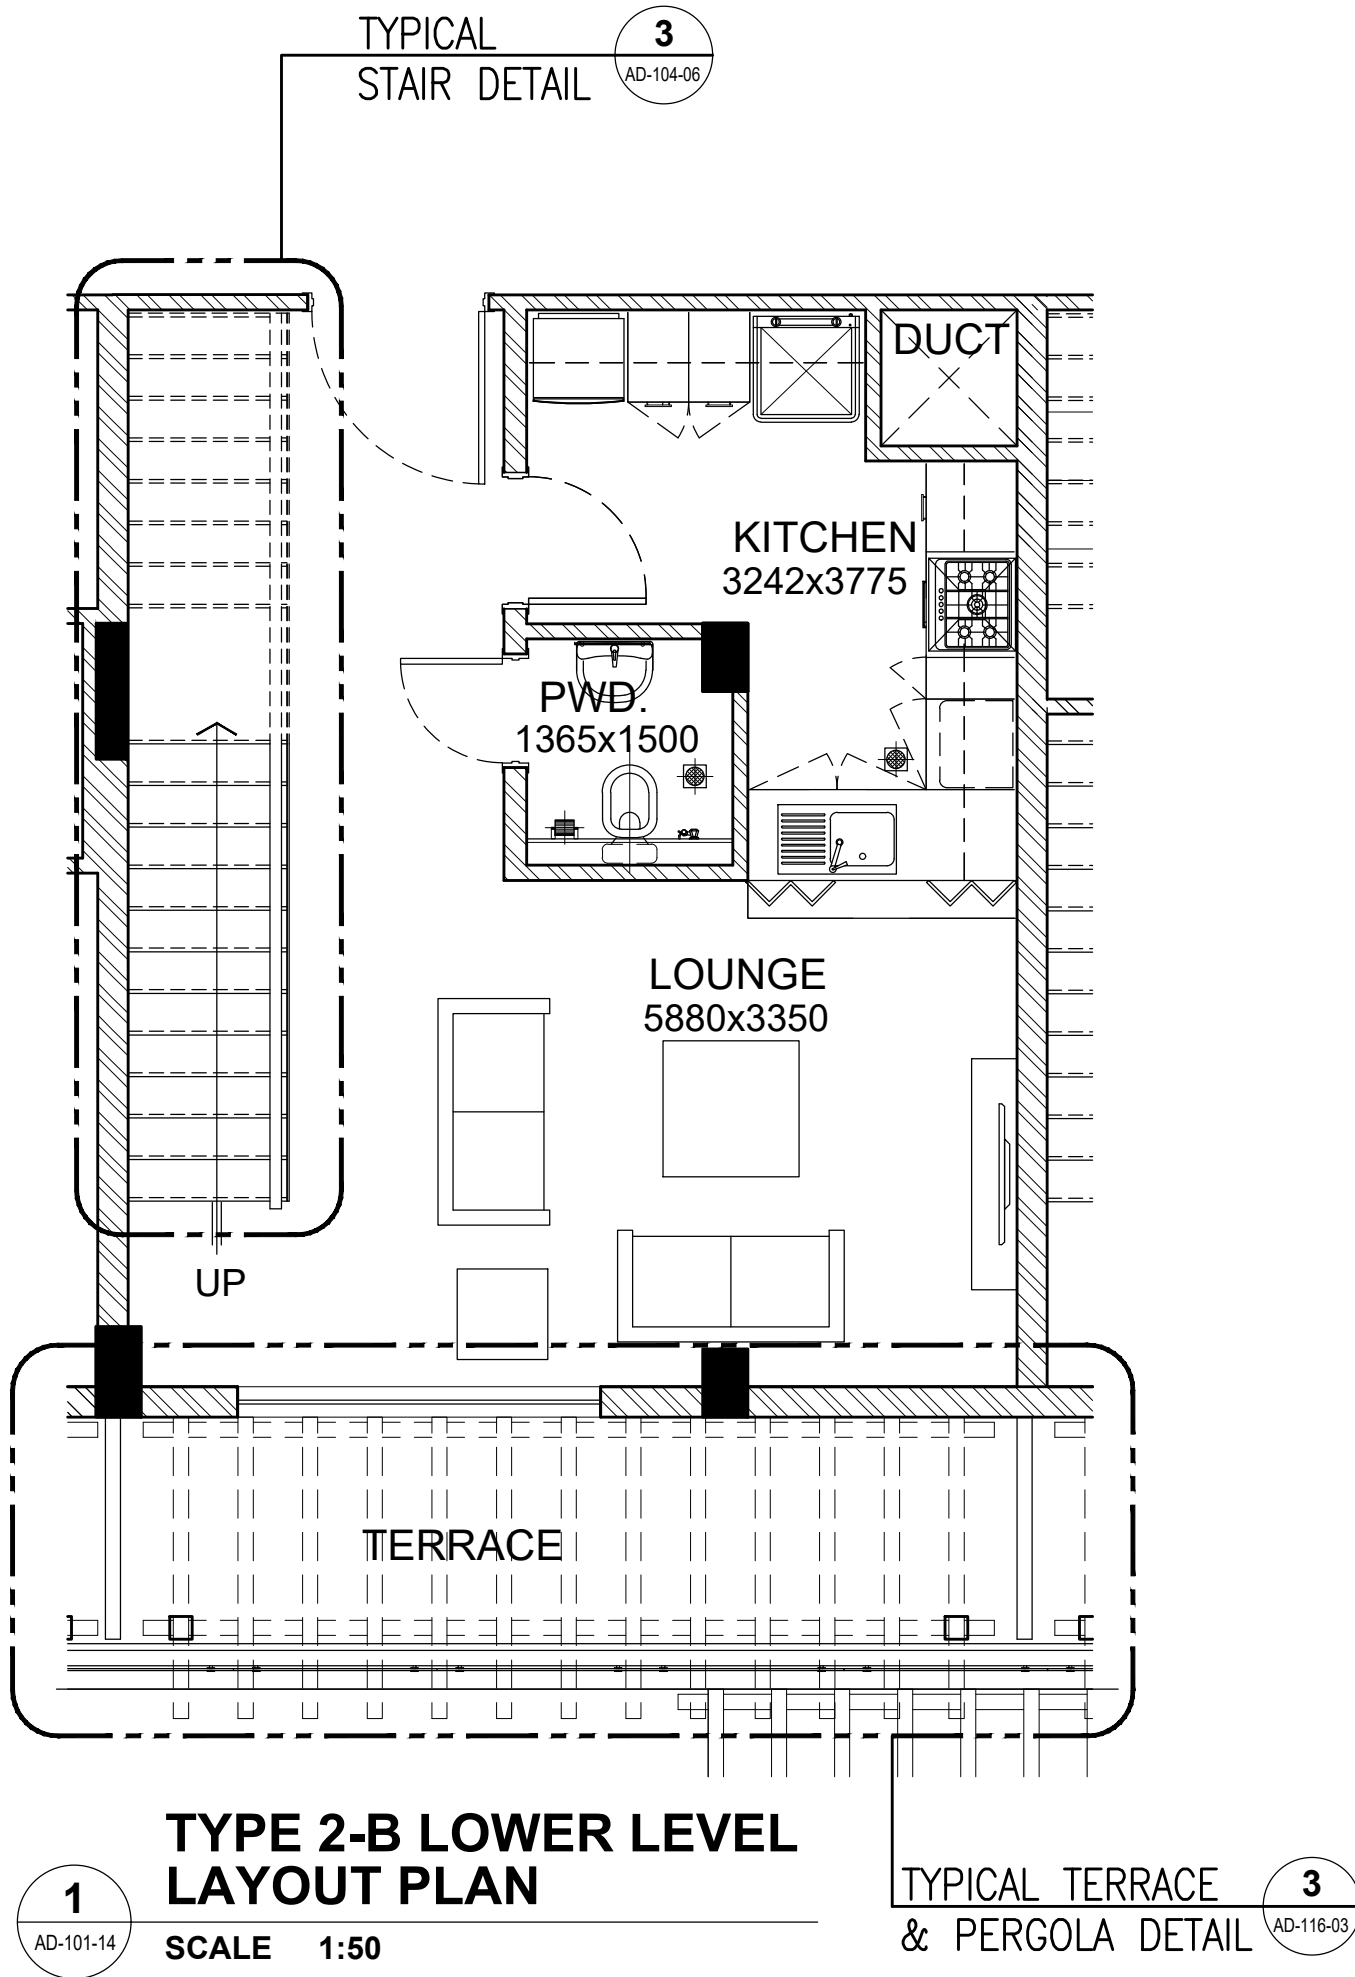 TYPICAL
STAIR DETAIL
3
AD-104-06
DUCT
KITCHEN
3242x3775
PWD.
1365x1500
LOUNGE
5880x3350
UP
TERRACE
TYPE 2-B LOWER LEVEL
LAYOUT PLAN
1
AD-101-14
SCALE 1:50
TYPICAL TERRACE
& PERGOLA DETAIL
3
AD-116-03